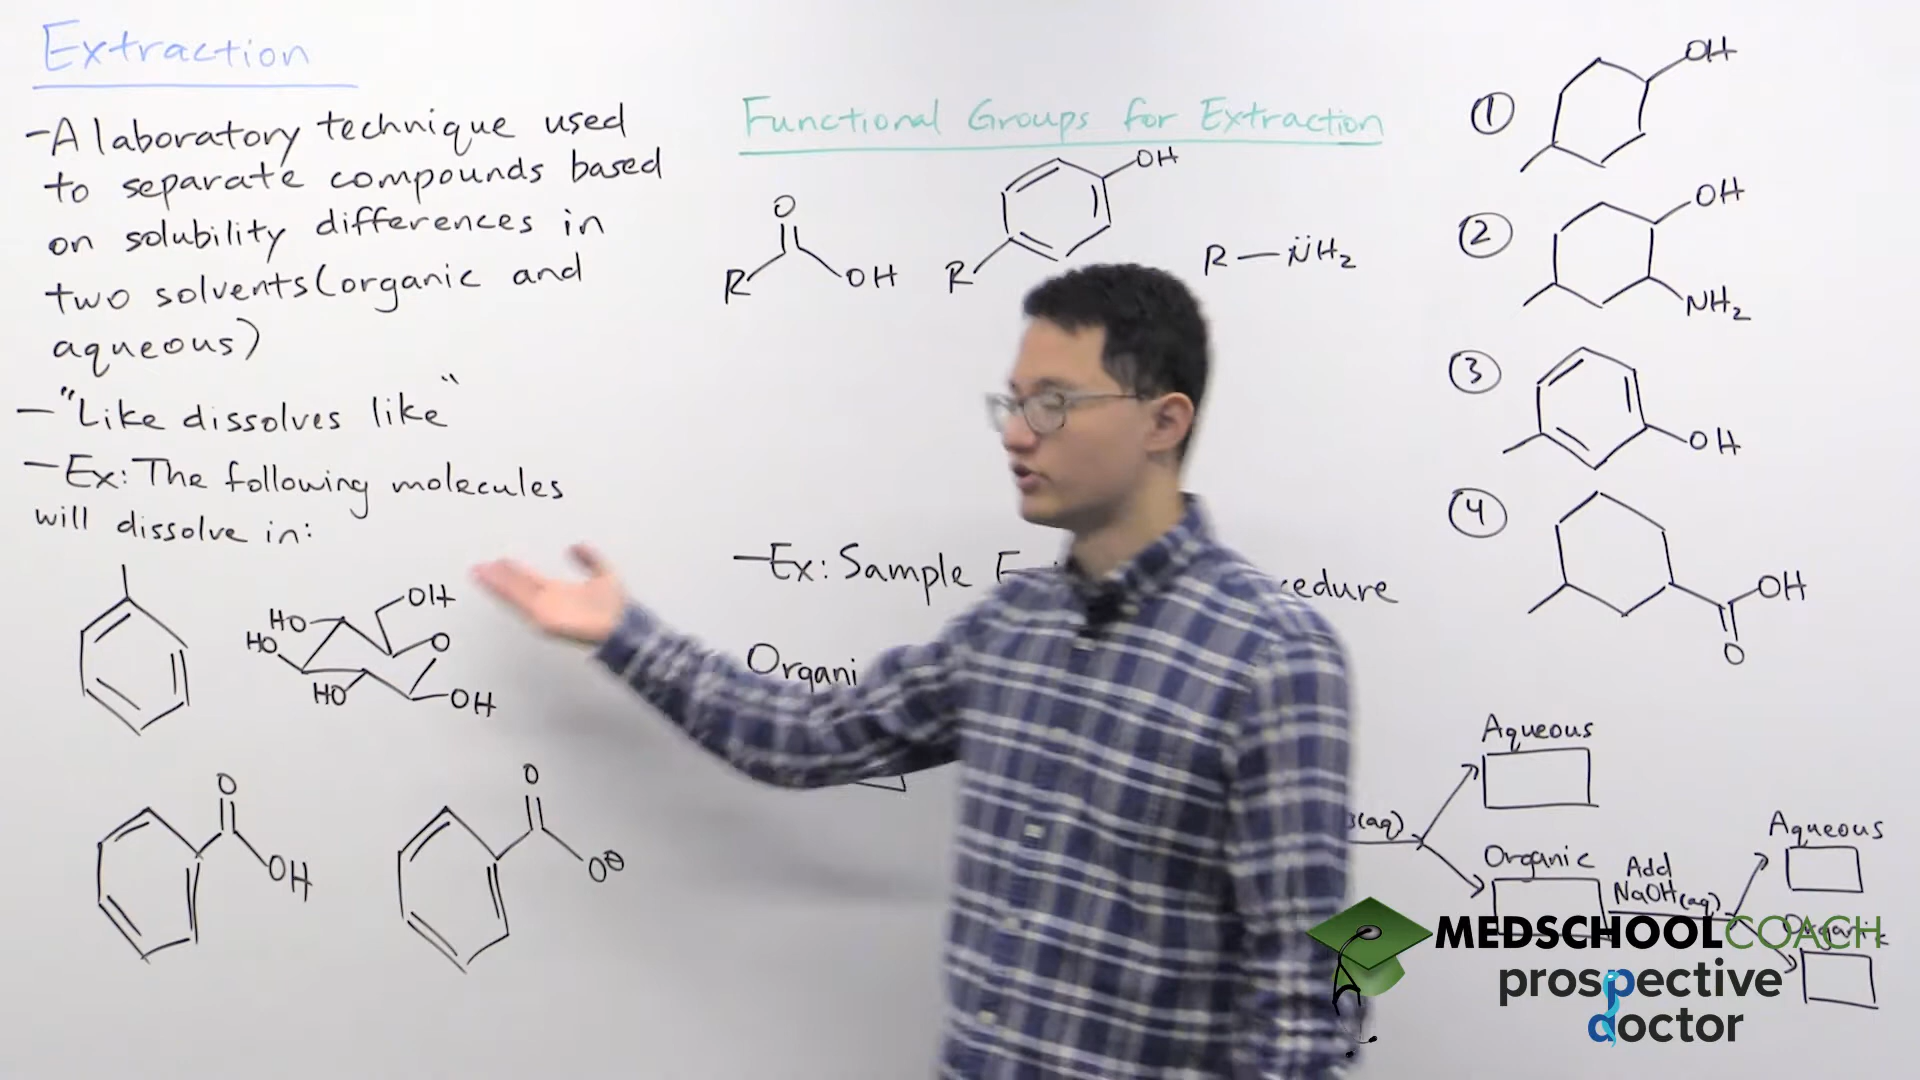 Extraction
- A laboratory technique used
to separate compounds based
on solubility differences in
two solvents (organic and
aqueous)
- "Like dissolves like"
- Ex: The following molecules
will dissolve in:
OH
HO
HO
O
HO
OH
O
OH
O
O⊖
Functional Groups for Extraction
O
R
OH
OH
R
R-N̈H2
- Ex: Sample
Organi
1
OH
2
OH
NH2
3
OH
4
OH
O
Aqueous
(aq)
Organic
Add
NaOH(aq)
Aqueous
Organic
MEDSCHOOLCOACH
prospective
doctor